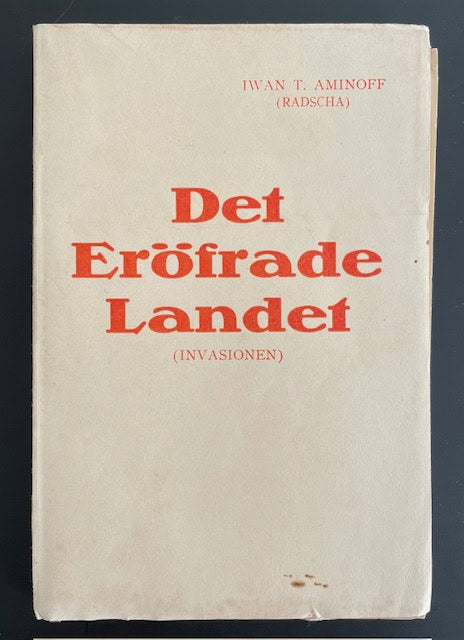 IWAN T. AMINOFF
(RADSCHA)
Det
Eröfrade
Landet
(INVASIONEN)